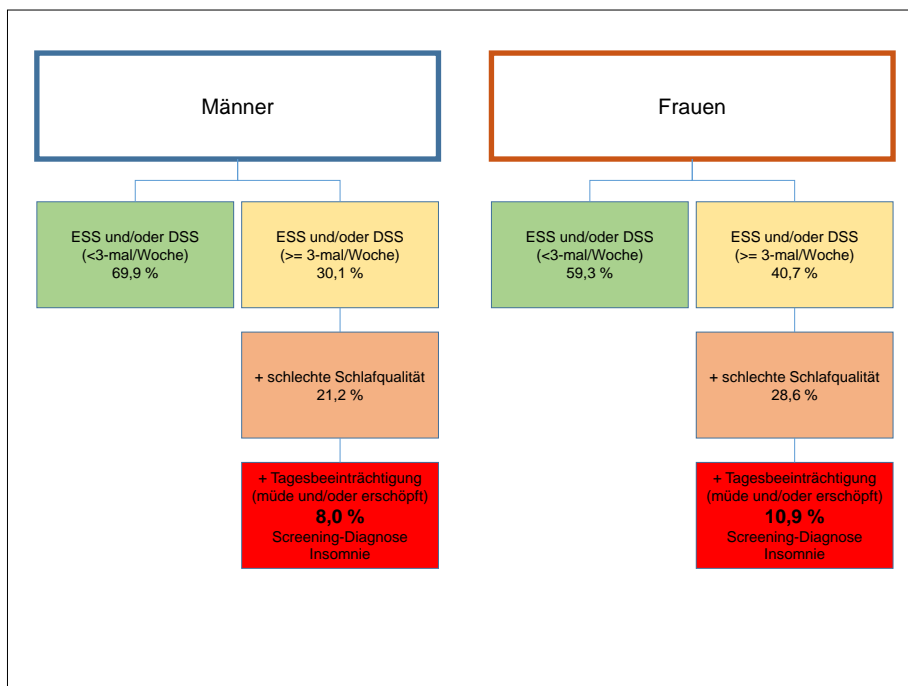 Männer
ESS und/oder DSS
(<3-mal/Woche)
69,9 %
ESS und/oder DSS
(>= 3-mal/Woche)
30,1 %
+ schlechte Schlafqualität
21,2 %
+ Tagesbeeinträchtigung
(müde und/oder erschöpft)
8,0 %
Screening-Diagnose
Insomnie
Frauen
ESS und/oder DSS
(<3-mal/Woche)
59,3 %
ESS und/oder DSS
(>= 3-mal/Woche)
40,7 %
+ schlechte Schlafqualität
28,6 %
+ Tagesbeeinträchtigung
(müde und/oder erschöpft)
10,9 %
Screening-Diagnose
Insomnie